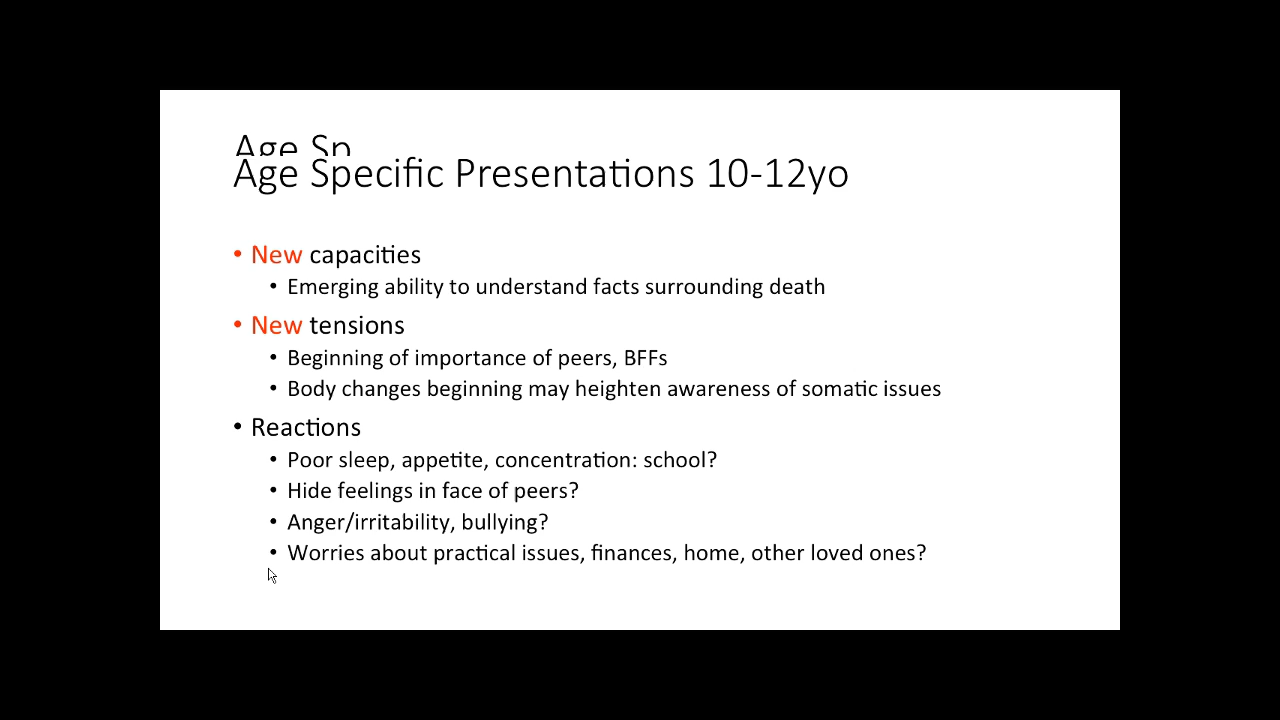 Age Sp
Age Specific Presentations 10-12yo
• New capacities
• Emerging ability to understand facts surrounding death
• New tensions
• Beginning of importance of peers, BFFs
• Body changes beginning may heighten awareness of somatic issues
• Reactions
• Poor sleep, appetite, concentration: school?
• Hide feelings in face of peers?
• Anger/irritability, bullying?
• Worries about practical issues, finances, home, other loved ones?